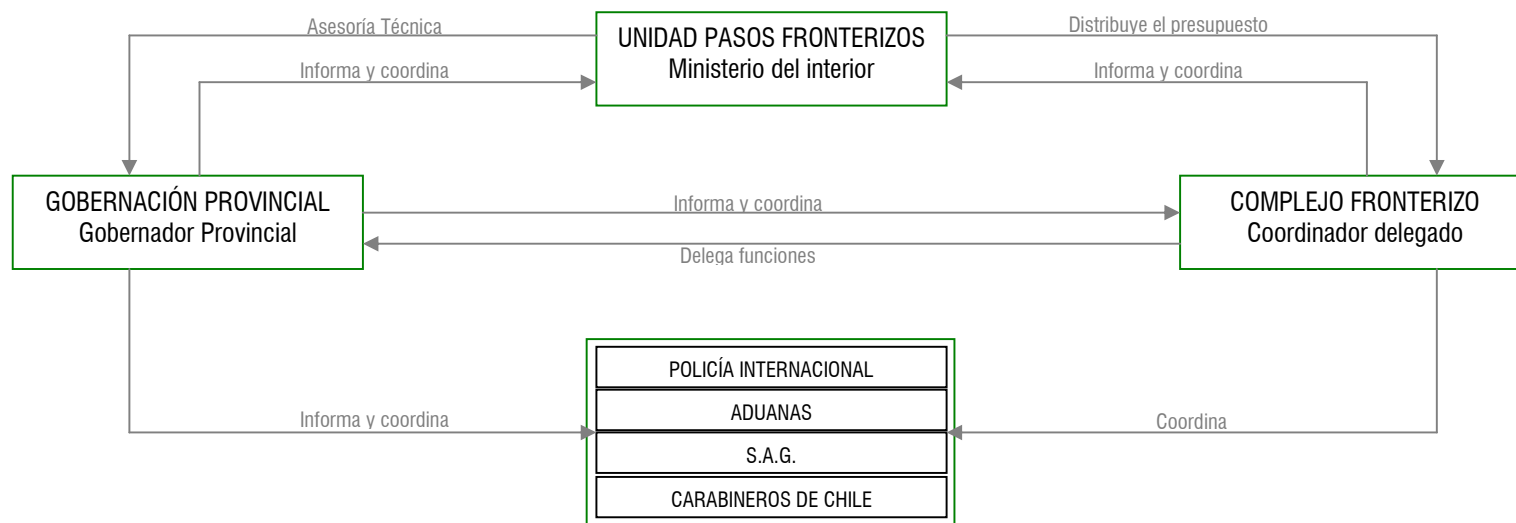 Asesoría Técnica
UNIDAD PASOS FRONTERIZOS
Ministerio del interior
Distribuye el presupuesto
Informa y coordina
Informa y coordina
GOBERNACIÓN PROVINCIAL
Gobernador Provincial
Informa y coordina
COMPLEJO FRONTERIZO
Coordinador delegado
Delega funciones
POLICÍA INTERNACIONAL
ADUANAS
Informa y coordina
Coordina
S.A.G.
CARABINEROS DE CHILE